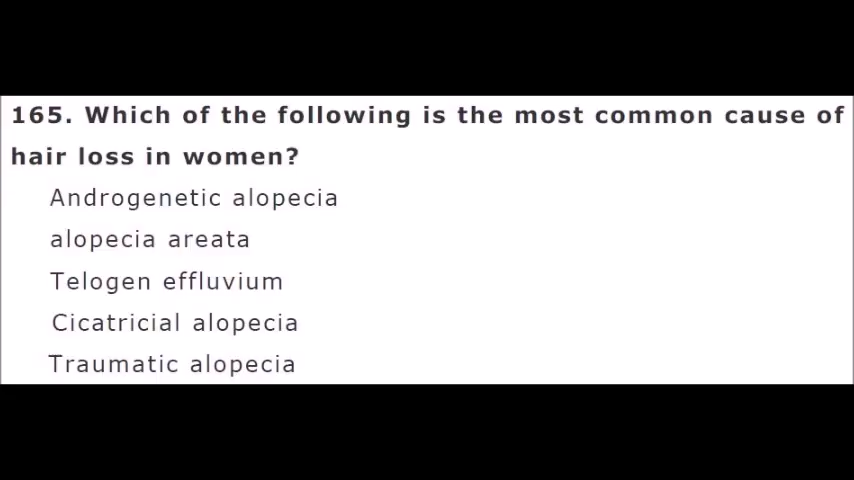 165. Which of the following is the most common cause of
hair loss in women?
Androgenetic alopecia
alopecia areata
Telogen effluvium
Cicatricial alopecia
Traumatic alopecia